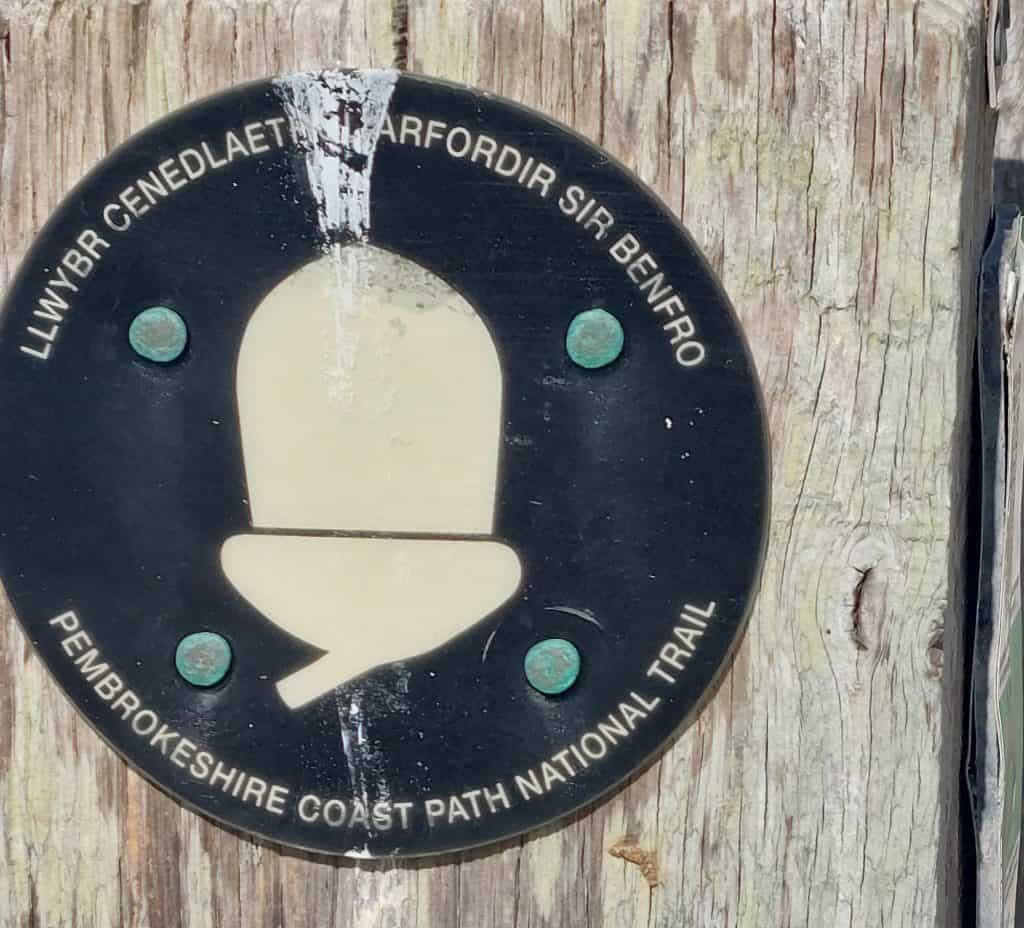 LLWYBR CENEDLAETH ARFORDIR SIR BENFRO
PEMBROKESHIRE COAST PATH NATIONAL TRAIL